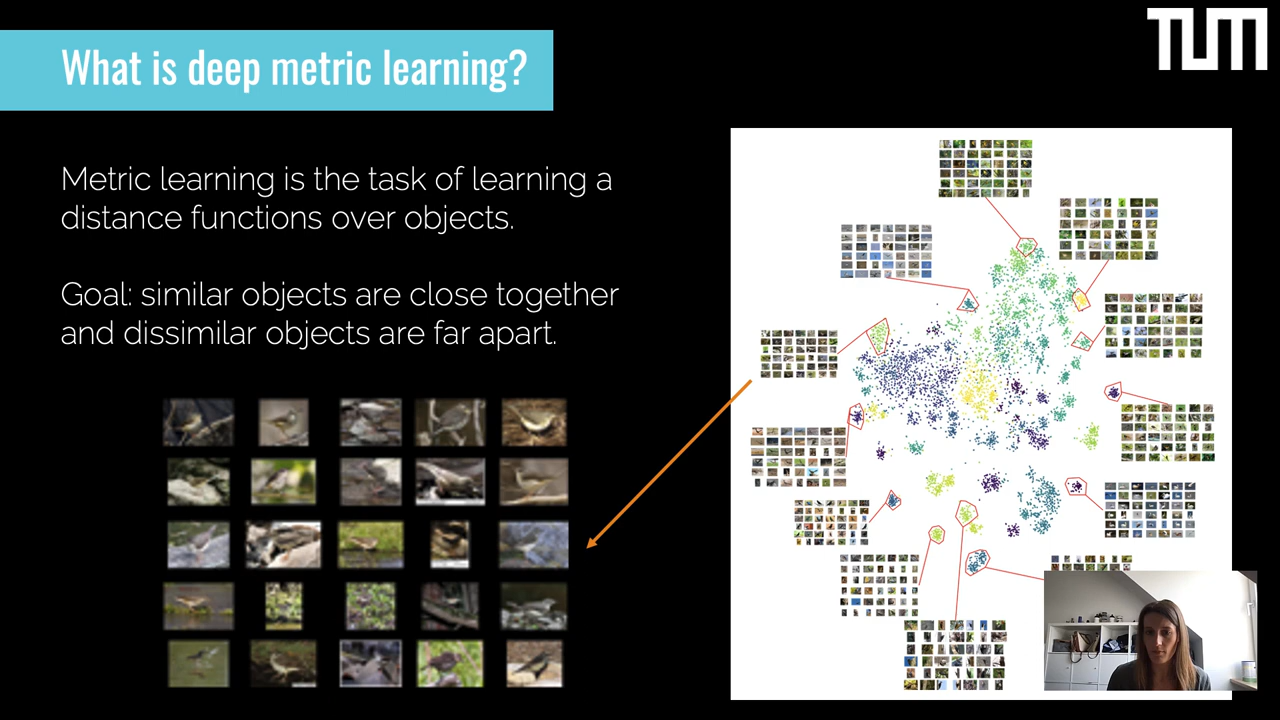 What is deep metric learning?
TUM
Metric learning is the task of learning a
distance functions over objects.
Goal: similar objects are close together
and dissimilar objects are far apart.